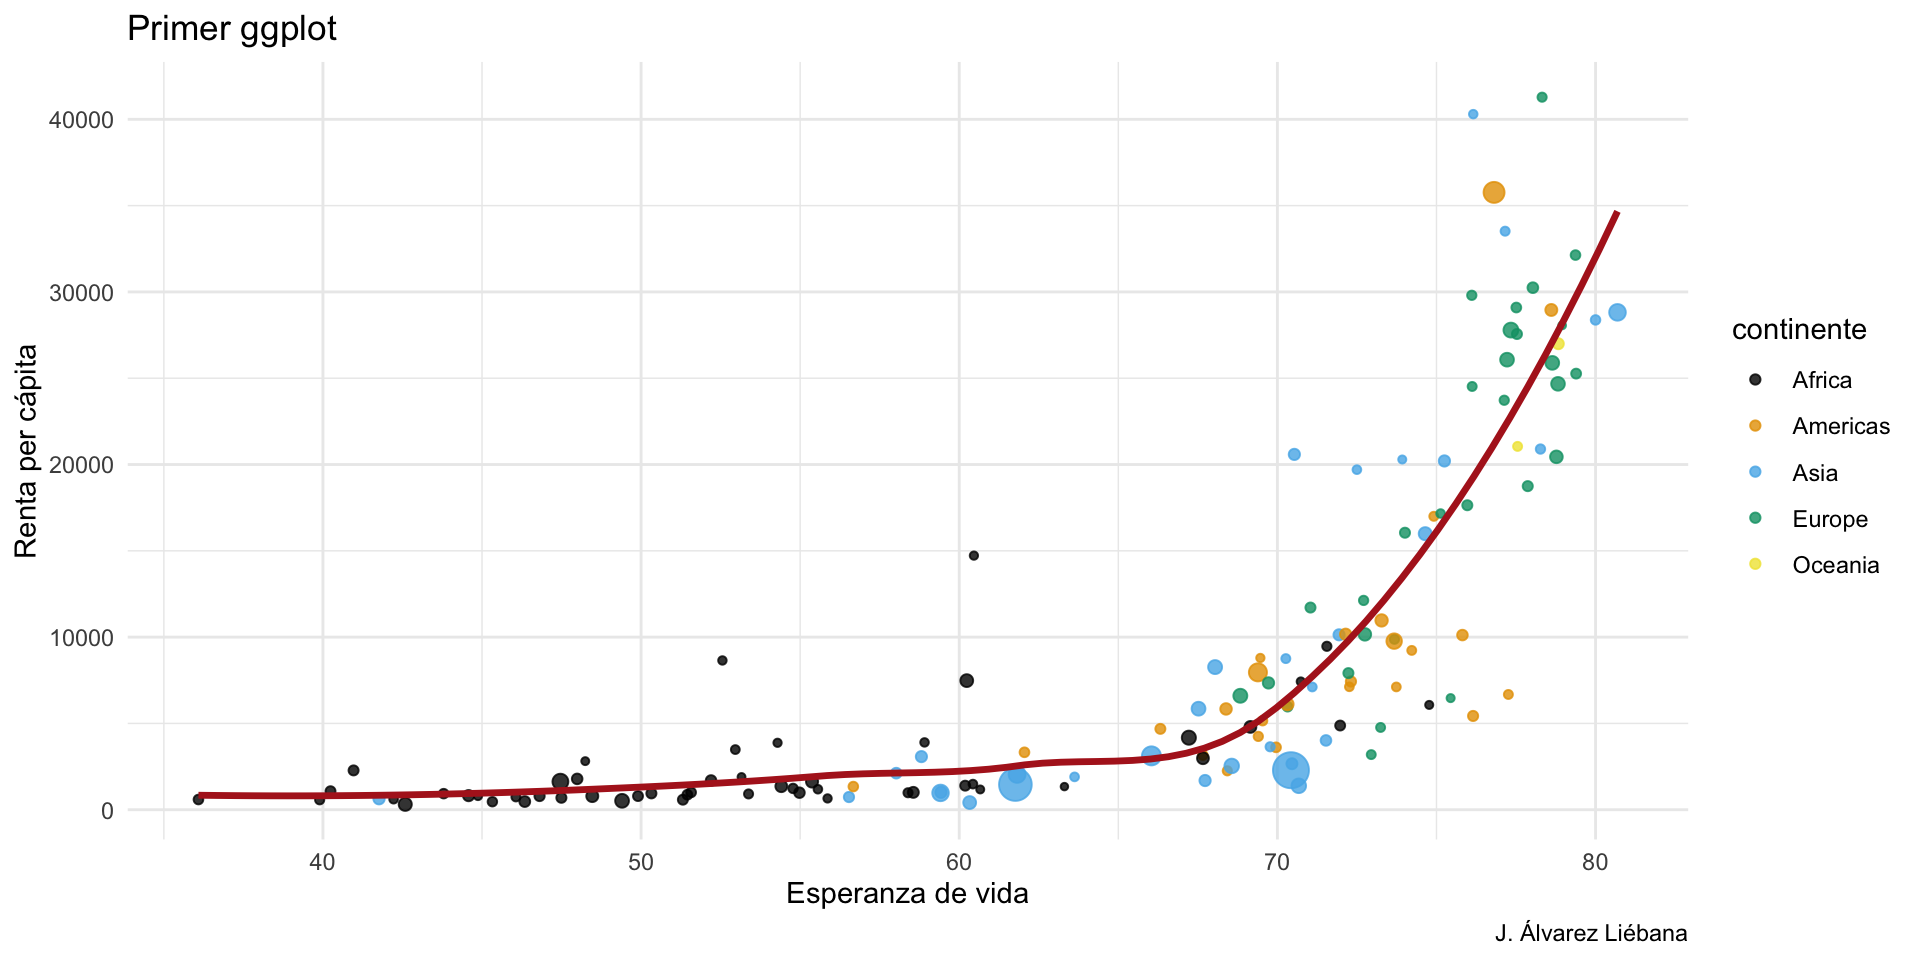 Primer ggplot
40000
30000
20000
10000
0
Renta per cápita
40
50
60
70
80
Esperanza de vida
continente
Africa
Americas
Asia
Europe
Oceania
J. Álvarez Liébana